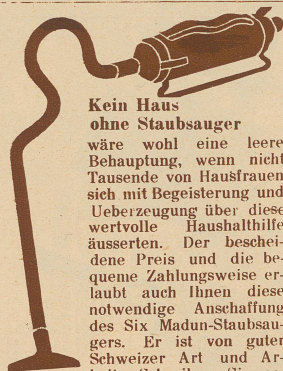 Kein Haus
ohne Staubsauger
wäre wohl eine leere
Behauptung, wenn nicht
Tausende von Hausfrauen
sich mit Begeisterung und
Ueberzeugung über diese
wertvolle Haushalthilfe
äusserten. Der beschei-
dene Preis und die be-
queme Zahlungsweise er-
laubt auch Ihnen diese
notwendige Anschaffung
des Six Madun-Staubsau-
gers. Er ist von guter
Schweizer Art und Ar-